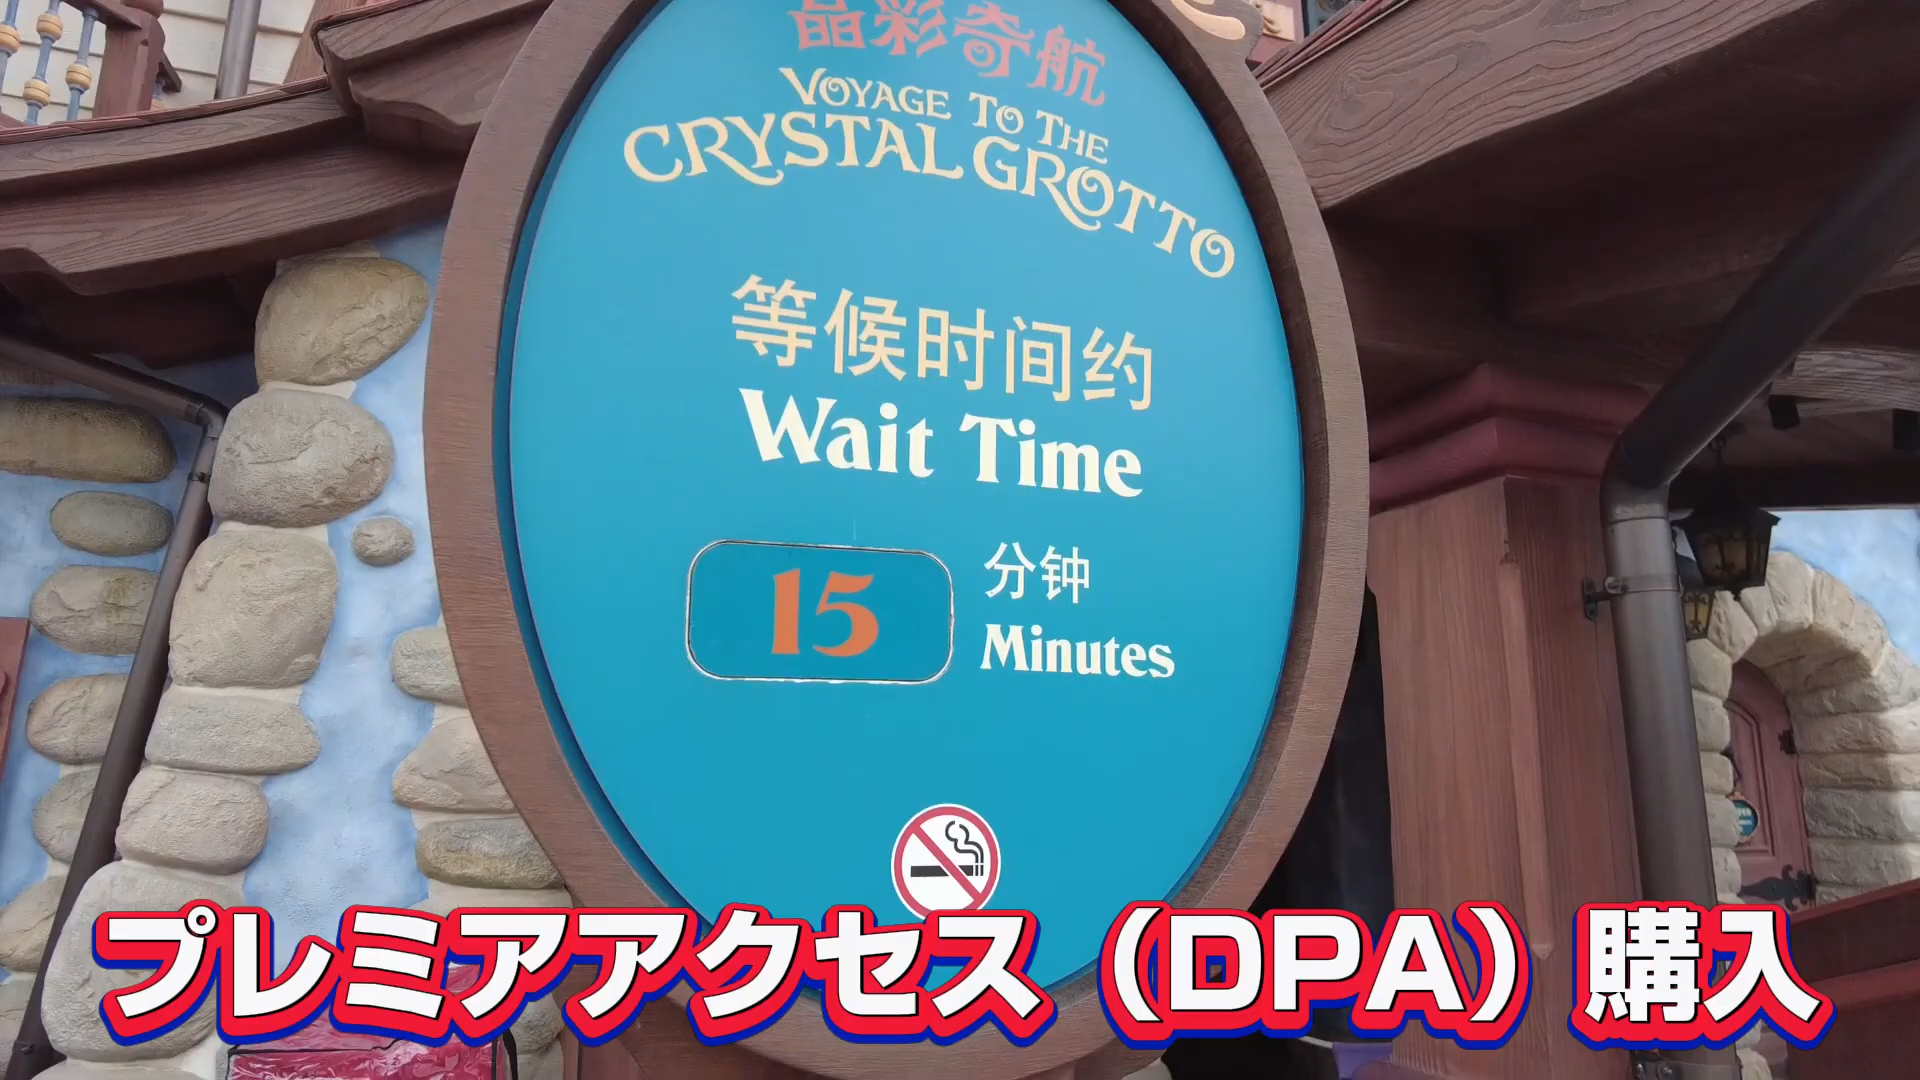 晶彩奇航
VOYAGE TO THE
CRYSTAL GROTTO
等候时间约
Wait Time
15
分钟
Minutes
プレミアアクセス（DPA）購入